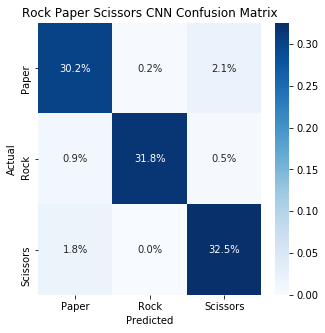 Rock Paper Scissors CNN Confusion Matrix
Actual
Paper
Rock
Scissors
30.2% 0.2% 2.1%
0.9% 31.8% 0.5%
1.8% 0.0% 32.5%
Paper Rock Scissors
Predicted
0.30
0.25
0.20
0.15
0.10
0.05
0.00